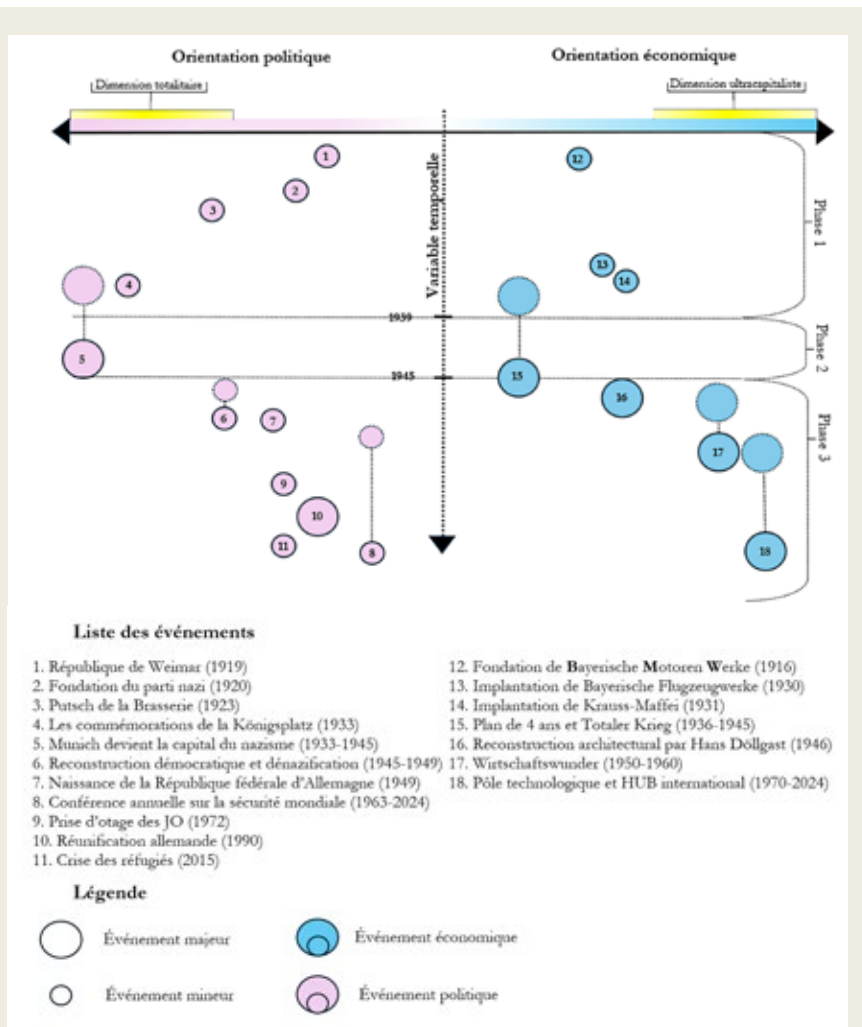 Orientation politique
Orientation économique
Dimension totalitaire
Dimension ultracapitaliste
Variable temporelle
1
12
2
3
Phase 1
13
4
14
1939
5
Phase 2
15
1945
16
6
7
Phase 3
17
9
10
11
8
18
Liste des événements
1. République de Weimar (1919)
2. Fondation du parti nazi (1920)
3. Putsch de la Brasserie (1923)
4. Les commémorations de la Königsplatz (1933)
5. Munich devient la capital du nazisme (1933-1945)
6. Reconstruction démocratique et dénazification (1945-1949)
7. Naissance de la République fédérale d'Allemagne (1949)
8. Conférence annuelle sur la sécurité mondiale (1963-2024)
9. Prise d'otage des JO (1972)
10. Réunification allemande (1990)
11. Crise des réfugiés (2015)
12. Fondation de Bayerische Motoren Werke (1916)
13. Implantation de Bayerische Flugzeugwerke (1930)
14. Implantation de Krauss-Maffei (1931)
15. Plan de 4 ans et Totaler Krieg (1936-1945)
16. Reconstruction architectural par Hans Döllgast (1946)
17. Wirtschaftswunder (1950-1960)
18. Pôle technologique et HUB international (1970-2024)
Légende
Événement majeur
Événement économique
Événement mineur
Événement politique